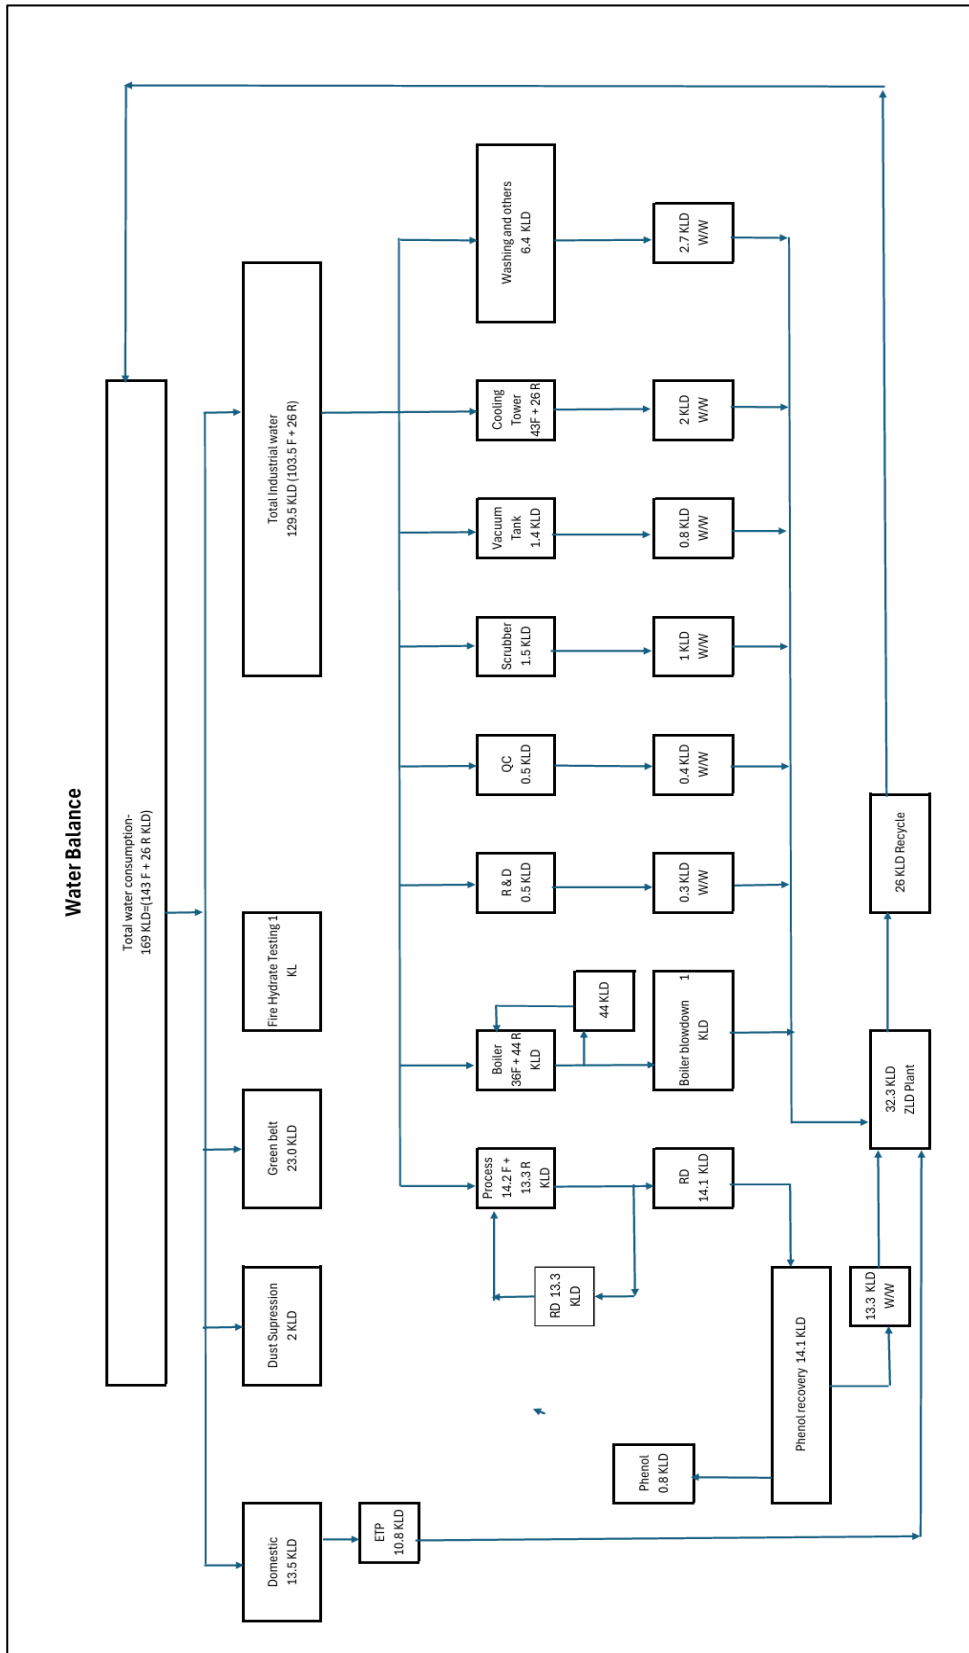 Water Balance
Total water consumption-
169 KLD=(143 F + 26 R KLD)
Domestic
13.5 KLD
Dust Supression
2 KLD
Green belt
23.0 KLD
Fire Hydrate Testing 1
KL
Total Industrial water
129.5 KLD (103.5 F + 26 R)
ETP
10.8 KLD
Process
14.2 F +
13.3 R
KLD
Boiler
36F + 44 R
KLD
R & D
0.5 KLD
QC
0.5 KLD
Scrubber
1.5 KLD
Vacuum
Tank
1.4 KLD
Cooling
Tower
43F + 26 R
Washing and others
6.4 KLD
RD 13.3
KLD
44 KLD
Phenol
0.8 KLD
RD
14.1 KLD
Boiler blowdown 1
KLD
0.3 KLD
W/W
0.4 KLD
W/W
1 KLD
W/W
0.8 KLD
W/W
2 KLD
W/W
2.7 KLD
W/W
Phenol recovery 14.1 KLD
13.3 KLD
W/W
32.3 KLD
ZLD Plant
26 KLD Recycle